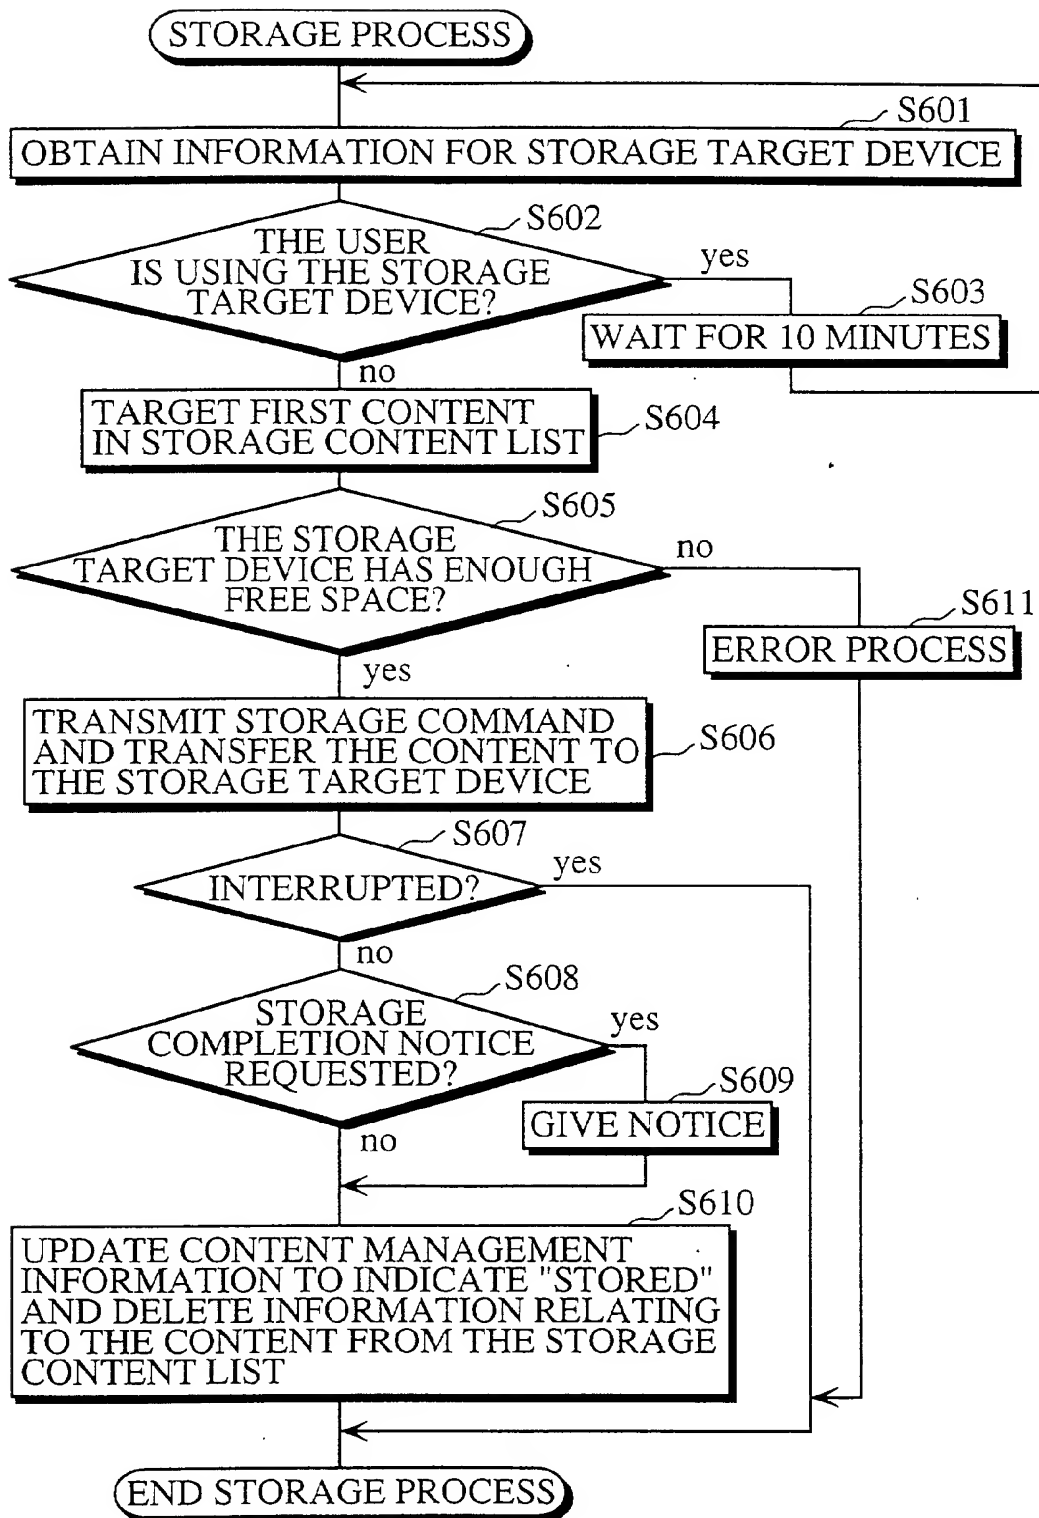 STORAGE PROCESS
S601
OBTAIN INFORMATION FOR STORAGE TARGET DEVICE
S602
THE USER
IS USING THE STORAGE
TARGET DEVICE?
yes
S603
WAIT FOR 10 MINUTES
no
TARGET FIRST CONTENT
IN STORAGE CONTENT LIST
S604
S605
THE STORAGE
TARGET DEVICE HAS ENOUGH
FREE SPACE?
no
S611
ERROR PROCESS
yes
TRANSMIT STORAGE COMMAND
AND TRANSFER THE CONTENT TO
THE STORAGE TARGET DEVICE
S606
S607
INTERRUPTED?
yes
no
S608
STORAGE
COMPLETION NOTICE
REQUESTED?
yes
S609
GIVE NOTICE
no
S610
UPDATE CONTENT MANAGEMENT
INFORMATION TO INDICATE "STORED"
AND DELETE INFORMATION RELATING
TO THE CONTENT FROM THE STORAGE
CONTENT LIST
END STORAGE PROCESS